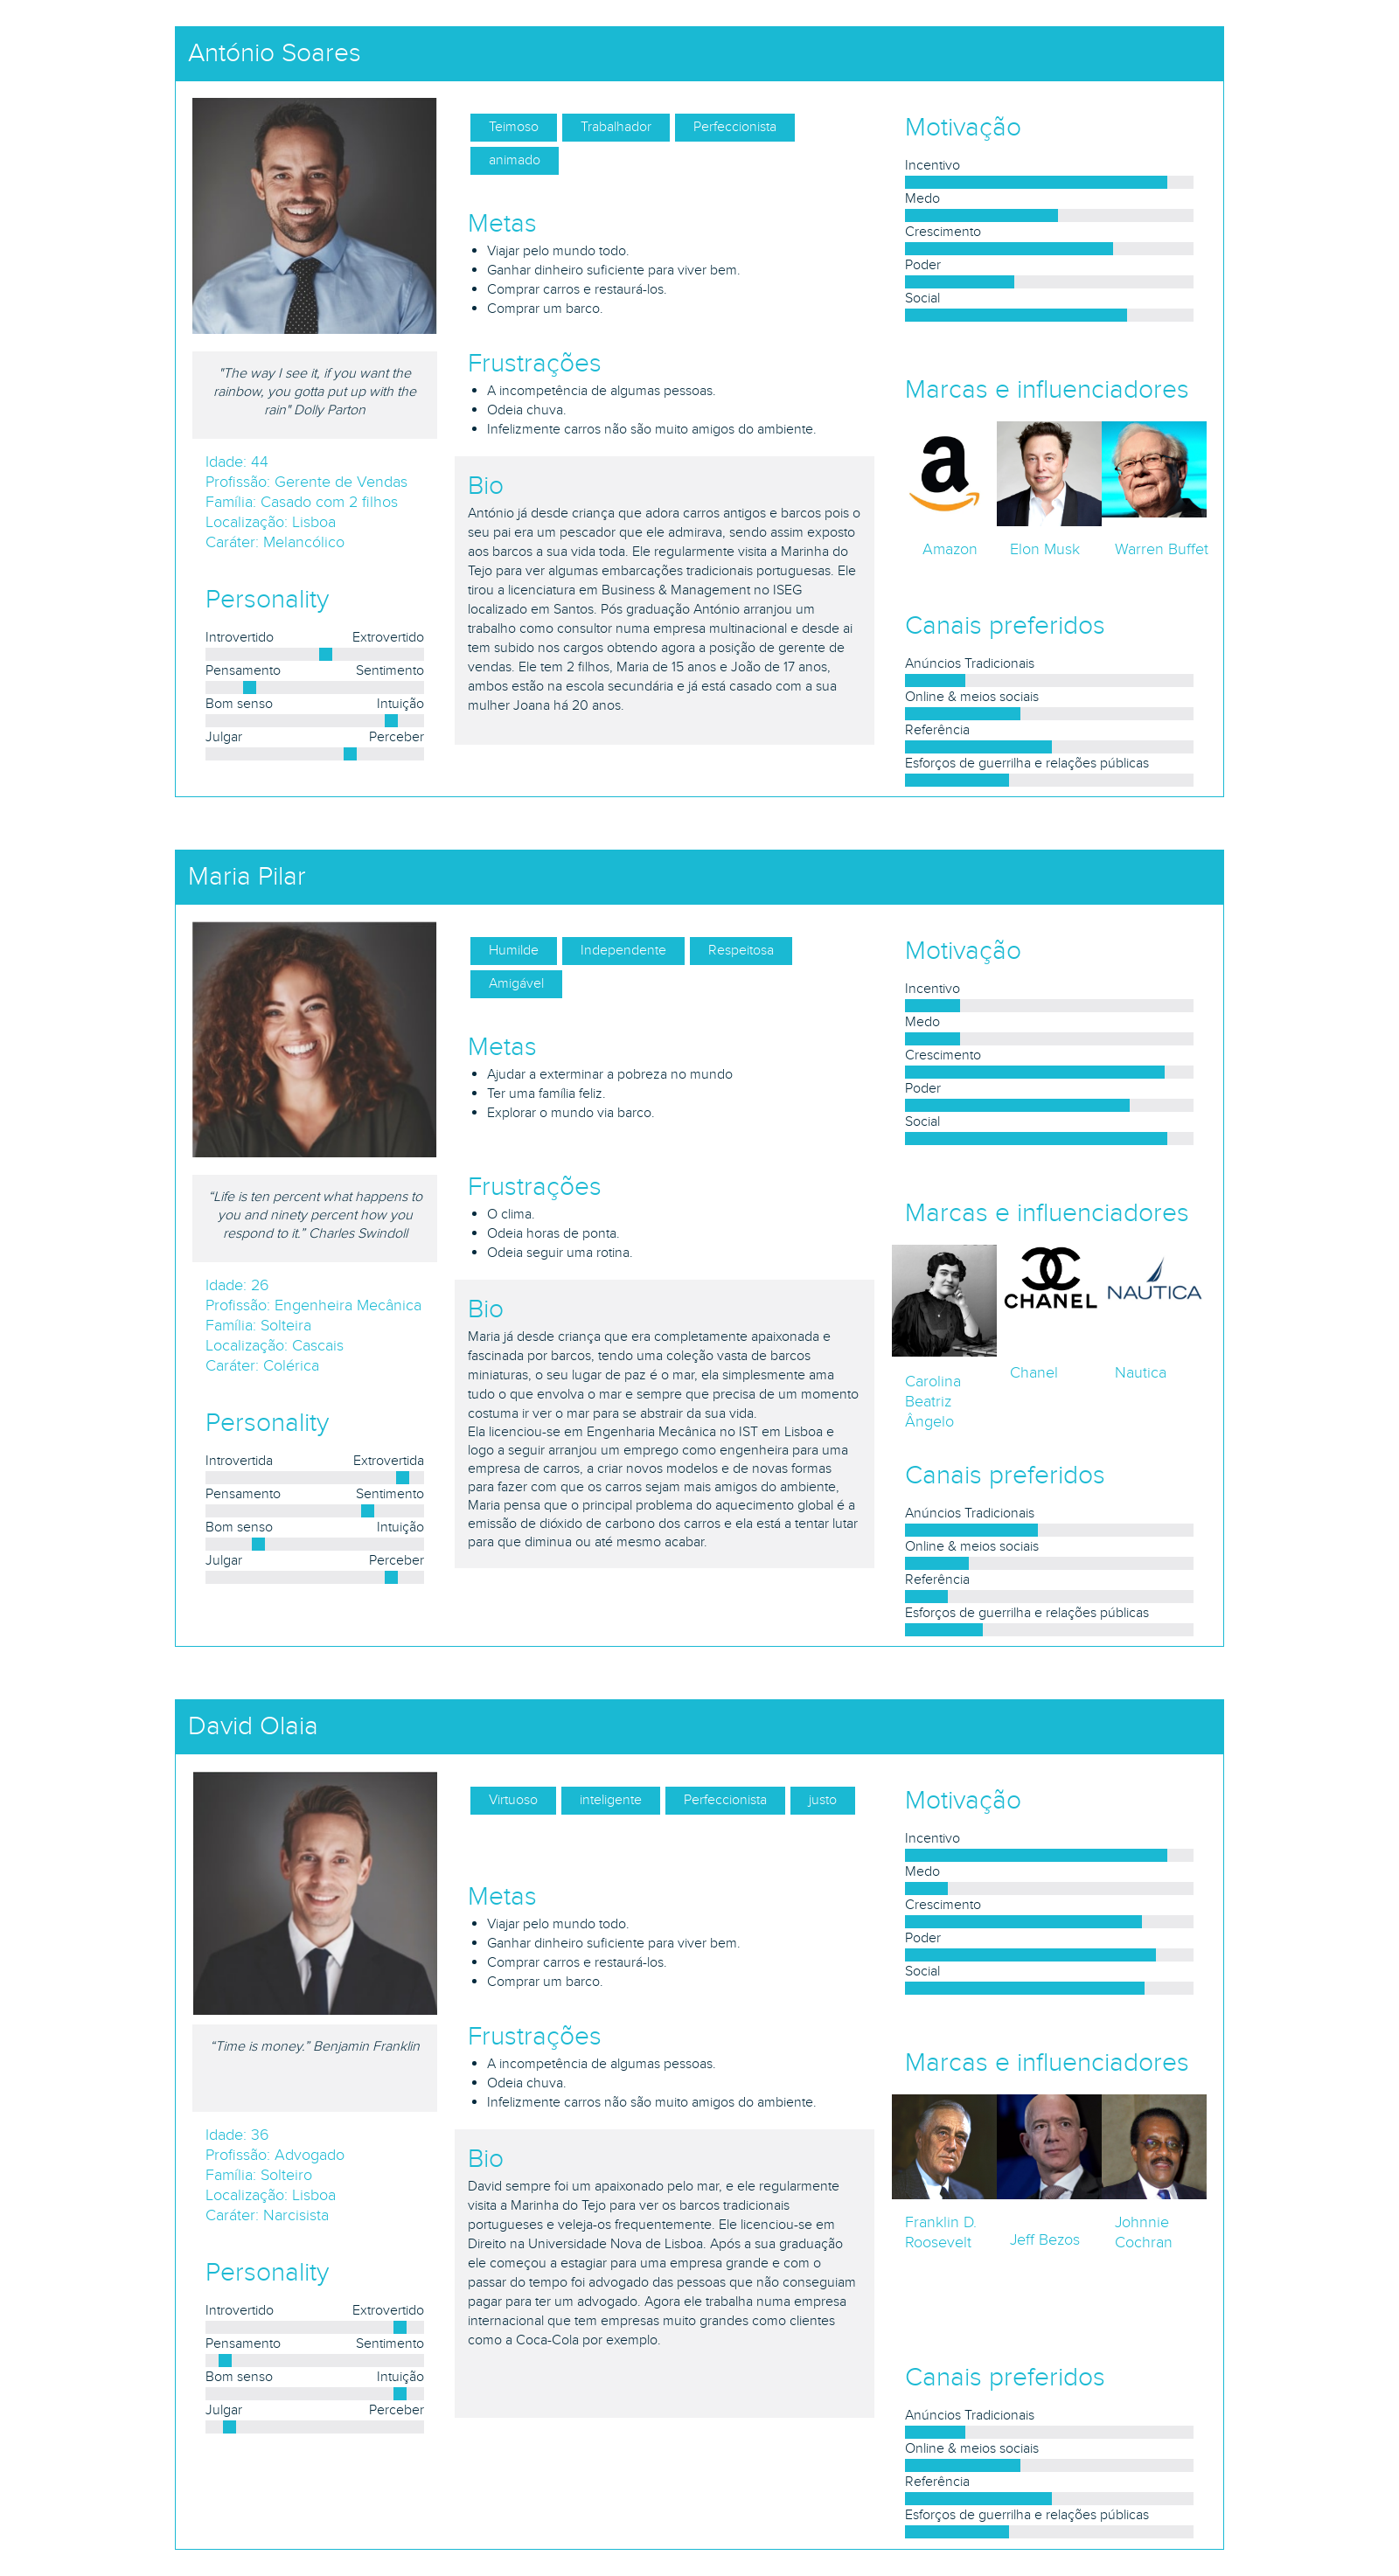 António Soares
Teimoso
Trabalhador
Perfeccionista
animado
Metas
Viajar pelo mundo todo.
Ganhar dinheiro suficiente para viver bem.
Comprar carros e restaurá-los.
Comprar um barco.
Frustrações
A incompetência de algumas pessoas.
Odeia chuva.
Infelizmente carros não são muito amigos do ambiente.
"The way I see it, if you want the
rainbow, you gotta put up with the
rain" Dolly Parton
Idade: 44
Profissão: Gerente de Vendas
Família: Casado com 2 filhos
Localização: Lisboa
Caráter: Melancólico
Personality
Introvertido Extrovertido
Pensamento Sentimento
Bom senso Intuição
Julgar Perceber
Bio
António já desde criança que adora carros antigos e barcos pois o
seu pai era um pescador que ele admirava, sendo assim exposto
aos barcos a sua vida toda. Ele regularmente visita a Marinha do
Tejo para ver algumas embarcações tradicionais portuguesas. Ele
tirou a licenciatura em Business & Management no ISEG
localizado em Santos. Pós graduação António arranjou um
trabalho como consultor numa empresa multinacional e desde ai
tem subido nos cargos obtendo agora a posição de gerente de
vendas. Ele tem 2 filhos, Maria de 15 anos e João de 17 anos,
ambos estão na escola secundária e já está casado com a sua
mulher Joana há 20 anos.
Motivação
Incentivo
Medo
Crescimento
Poder
Social
Marcas e influenciadores
a
Amazon
Elon Musk
Warren Buffet
Canais preferidos
Anúncios Tradicionais
Online & meios sociais
Referência
Esforços de guerrilha e relações públicas
Maria Pilar
Humilde
Independente
Respeitosa
Amigável
Metas
Ajudar a exterminar a pobreza no mundo
Ter uma família feliz.
Explorar o mundo via barco.
Frustrações
O clima.
Odeia horas de ponta.
Odeia seguir uma rotina.
“Life is ten percent what happens to
you and ninety percent how you
respond to it.” Charles Swindoll
Idade: 26
Profissão: Engenheira Mecânica
Família: Solteira
Localização: Cascais
Caráter: Colérica
Personality
Introvertida Extrovertida
Pensamento Sentimento
Bom senso Intuição
Julgar Perceber
Bio
Maria já desde criança que era completamente apaixonada e
fascinada por barcos, tendo uma coleção vasta de barcos
miniaturas, o seu lugar de paz é o mar, ela simplesmente ama
tudo o que envolva o mar e sempre que precisa de um momento
costuma ir ver o mar para se abstrair da sua vida.
Ela licenciou-se em Engenharia Mecânica no IST em Lisboa e
logo a seguir arranjou um emprego como engenheira para uma
empresa de carros, a criar novos modelos e de novas formas
para fazer com que os carros sejam mais amigos do ambiente,
Maria pensa que o principal problema do aquecimento global é a
emissão de dióxido de carbono dos carros e ela está a tentar lutar
para que diminua ou até mesmo acabar.
Motivação
Incentivo
Medo
Crescimento
Poder
Social
Marcas e influenciadores
CHANEL
NAUTICA
Carolina
Beatriz
Ângelo
Chanel
Nautica
Canais preferidos
Anúncios Tradicionais
Online & meios sociais
Referência
Esforços de guerrilha e relações públicas
David Olaia
Virtuoso
inteligente
Perfeccionista
justo
Metas
Viajar pelo mundo todo.
Ganhar dinheiro suficiente para viver bem.
Comprar carros e restaurá-los.
Comprar um barco.
Frustrações
A incompetência de algumas pessoas.
Odeia chuva.
Infelizmente carros não são muito amigos do ambiente.
“Time is money.” Benjamin Franklin
Idade: 36
Profissão: Advogado
Família: Solteiro
Localização: Lisboa
Caráter: Narcisista
Personality
Introvertido Extrovertido
Pensamento Sentimento
Bom senso Intuição
Julgar Perceber
Bio
David sempre foi um apaixonado pelo mar, e ele regularmente
visita a Marinha do Tejo para ver os barcos tradicionais
portugueses e veleja-os frequentemente. Ele licenciou-se em
Direito na Universidade Nova de Lisboa. Após a sua graduação
ele começou a estagiar para uma empresa grande e com o
passar do tempo foi advogado das pessoas que não conseguiam
pagar para ter um advogado. Agora ele trabalha numa empresa
internacional que tem empresas muito grandes como clientes
como a Coca-Cola por exemplo.
Motivação
Incentivo
Medo
Crescimento
Poder
Social
Marcas e influenciadores
Franklin D.
Roosevelt
Jeff Bezos
Johnnie
Cochran
Canais preferidos
Anúncios Tradicionais
Online & meios sociais
Referência
Esforços de guerrilha e relações públicas